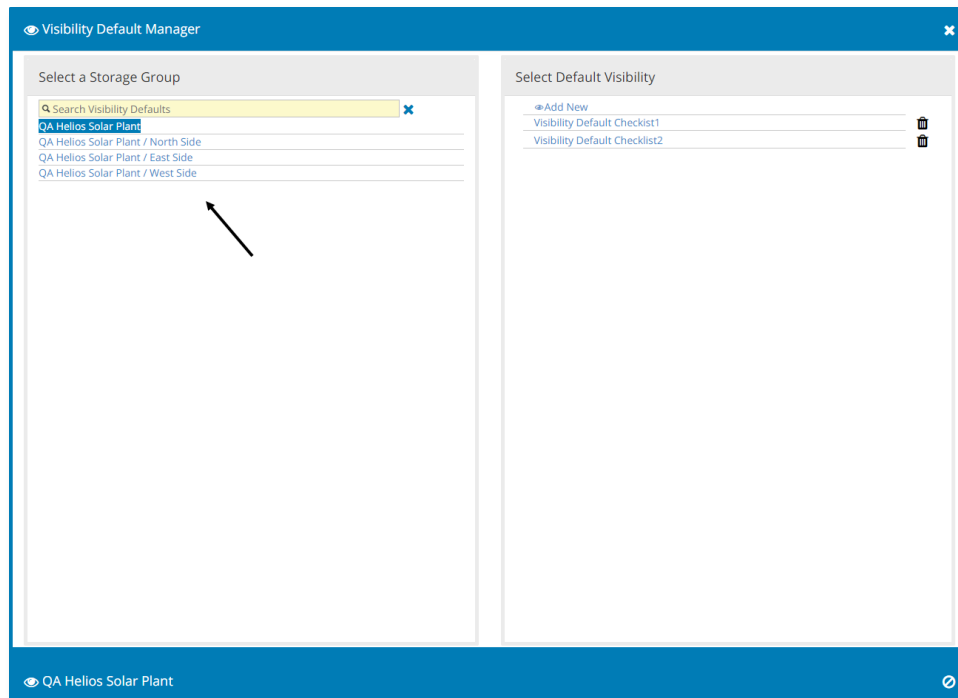 Visibility Default Manager
Select a Storage Group
Search Visibility Defaults
QA Helios Solar Plant
QA Helios Solar Plant / North Side
QA Helios Solar Plant / East Side
QA Helios Solar Plant / West Side
Select Default Visibility
Add New
Visibility Default Checkist1
Visibility Default Checklist2
QA Helios Solar Plant